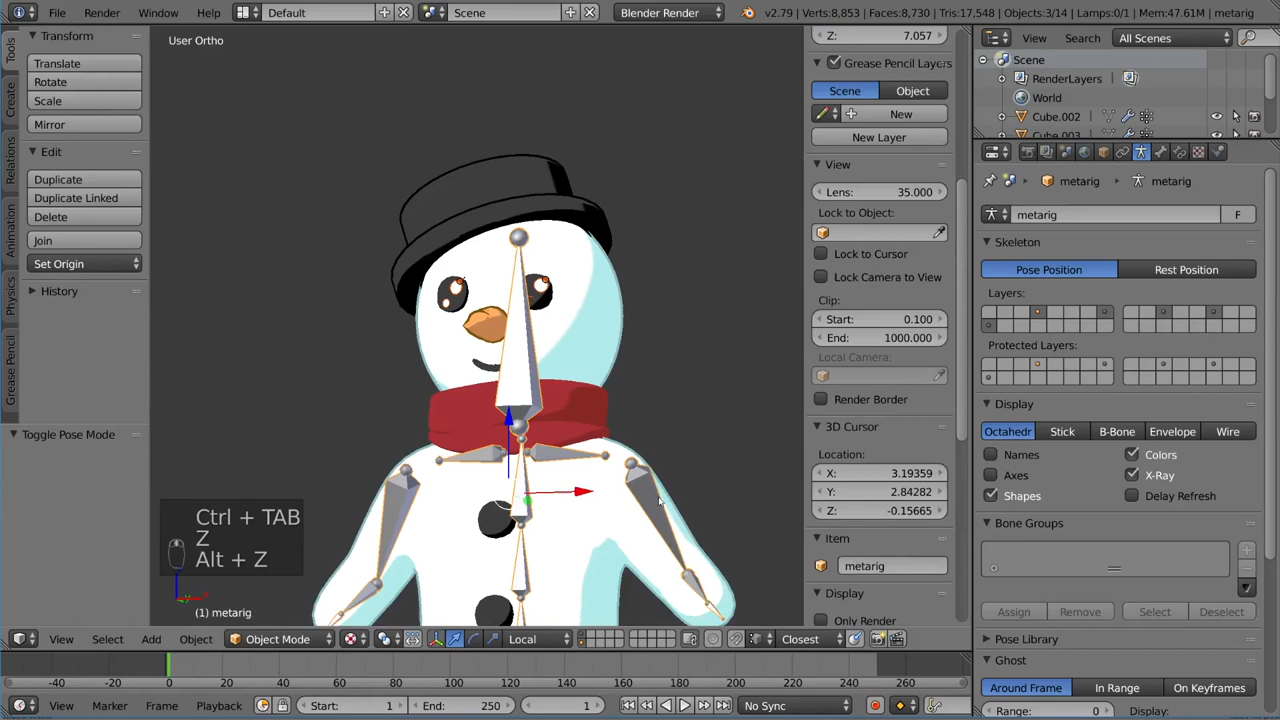 File Render Window Help Default Scene Blender Render v2.79 | Verts:8,853 | Faces:8,730 | Tris:17,548 | Objects:3/14 | Lamps:0/1 | Mem:47.61M | metarig
Tools
Create
Relations
Animation
Physics
Grease Pencil
Transform
Translate
Rotate
Scale
Mirror
Edit
Duplicate
Duplicate Linked
Delete
Join
Set Origin
History
Toggle Pose Mode
User Ortho
Ctrl + TAB
Z
Alt + Z
(1) metarig
Z: 7.057
Grease Pencil Layers
Scene Object
New
New Layer
View
Lens: 35.000
Lock to Object:
Lock to Cursor
Lock Camera to View
Clip:
Start: 0.100
End: 1000.000
Local Camera:
Render Border
3D Cursor
Location:
X: 3.19359
Y: 2.84282
Z: -0.15665
Item
metarig
Display
Only Render
View Search All Scenes
Scene
RenderLayers
World
Cube.002
Cube.003
metarig metarig
metarig F
Skeleton
Pose Position Rest Position
Layers:
Protected Layers:
Display
Octahedr Stick B-Bone Envelope Wire
Names Colors
Axes X-Ray
Shapes Delay Refresh
Bone Groups
Assign Remove Select Deselect
Pose Library
Ghost
Around Frame In Range On Keyframes
Range: 0 Display:
View Select Add Object Object Mode Local Closest
-40 -20 0 20 40 60 80 100 120 140 160 180 200 220 240 260
View Marker Frame Playback Start: 1 End: 250 1 No Sync